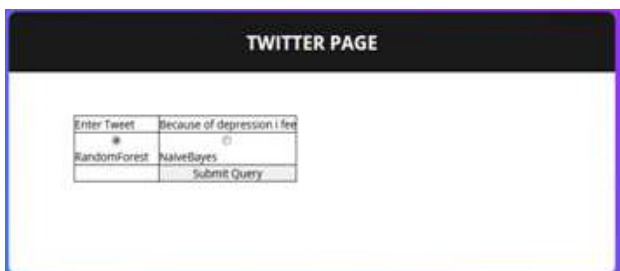 TWITTER PAGE
Enter Tweet Because of depression i fee
RandomForest NaiveBayes
Submit Query